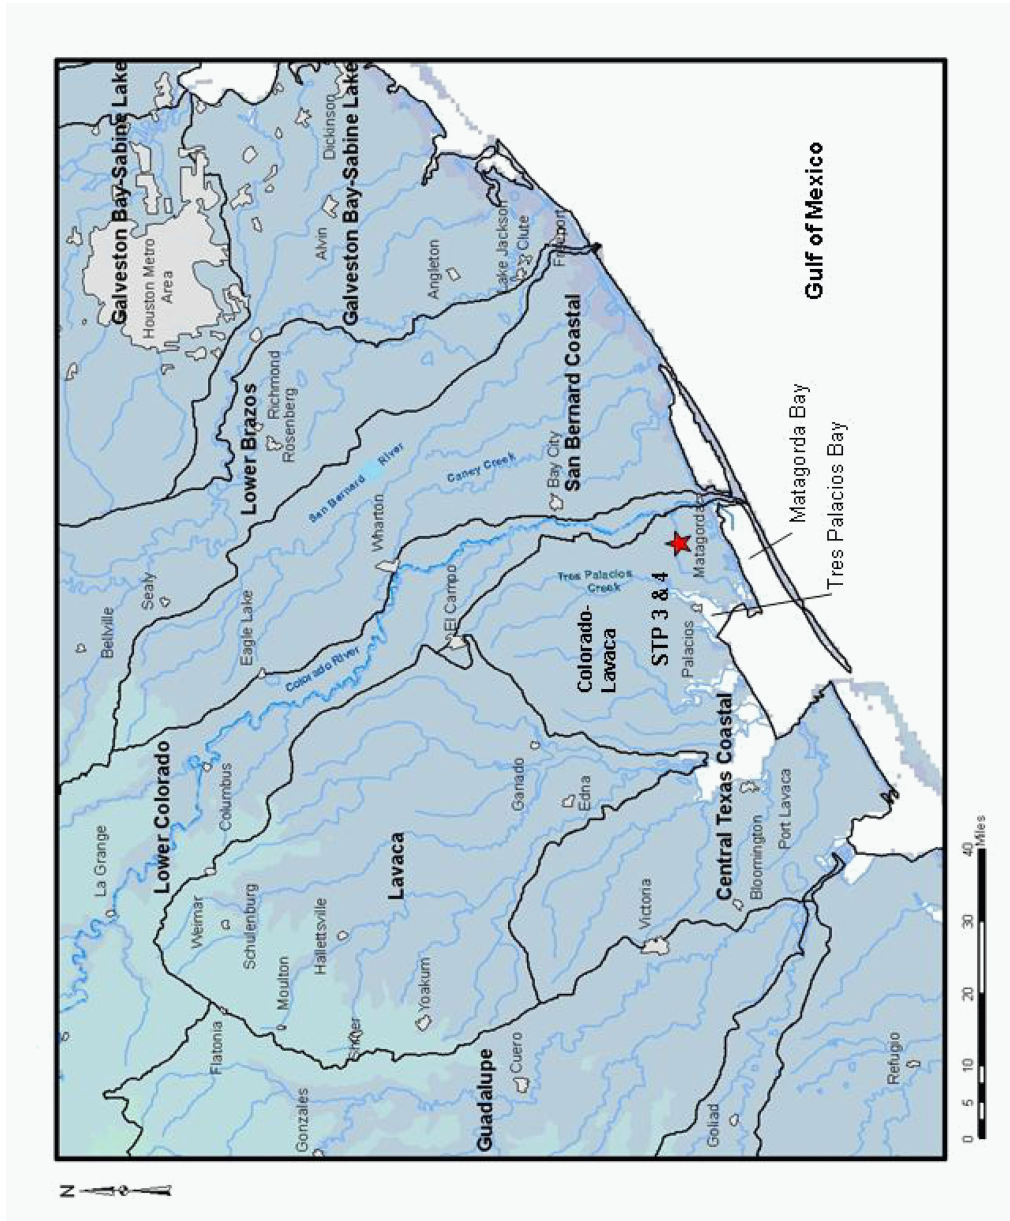 N
La Grange
Bellville
Galveston Bay-Sabine Lake
Sealy
Houston Metro
Area
Lower Colorado
Weimar
Flatonia
Columbus
Schulenburg
Eagle Lake
Lower Brazos
Richmond
Rosenberg
Moulton
Gonzales
Hallettsville
Colorado River
San Bernard River
Alvin
Dickinson
Galveston Bay-Sabine Lake
Shiner
Wharton
Lavaca
Yoakum
El Campo
Angleton
Caney Creek
Guadalupe
Cuero
Lake Jackson
Clute
Ganado
Edna
Bay City
Freeport
San Bernard Coastal
Tres Palacios
Creek
Colorado-
Lavaca
Victoria
STP 3 & 4
Palacios
Matagorda
Goliad
Central Texas Coastal
Bloomington
Port Lavaca
Matagorda Bay
Tres Palacios Bay
Gulf of Mexico
Refugio
0 5 10 20 30 40
Miles